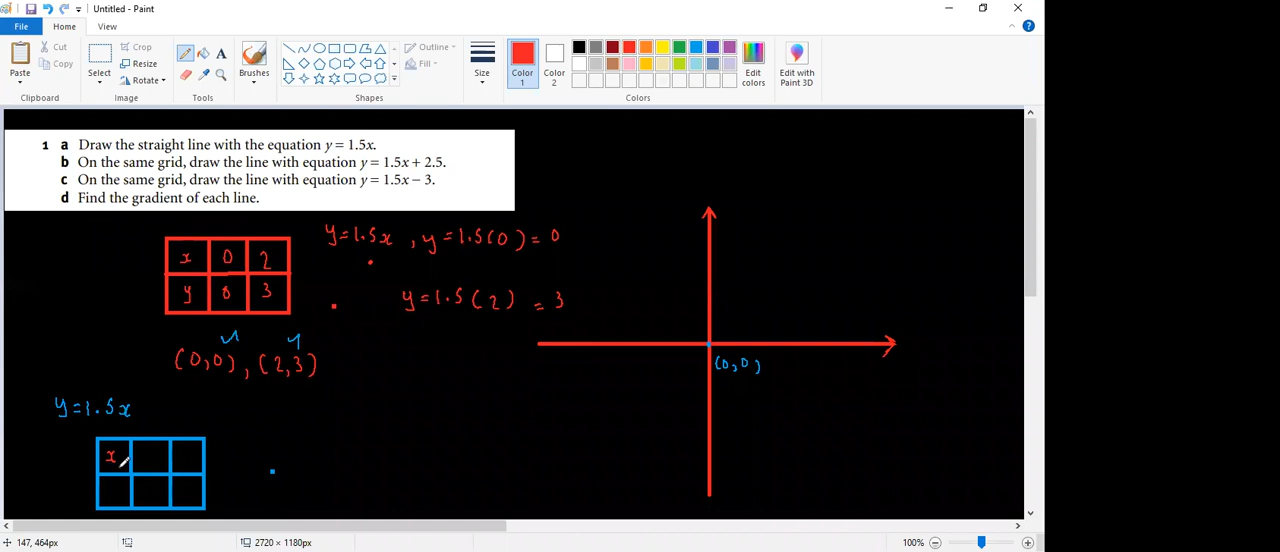 Untitled - Paint
File Home View
Paste
Cut
Copy
Clipboard
Select
Crop
Resize
Rotate
Image
A
Tools
Brushes
Shapes
Outline
Fill
Size
Color 1
Color 2
Colors
Edit colors
Edit with Paint 3D
1 a Draw the straight line with the equation y = 1.5x.
b On the same grid, draw the line with equation y = 1.5x + 2.5.
c On the same grid, draw the line with equation y = 1.5x − 3.
d Find the gradient of each line.
y=1.5x , y=1.5(0) = 0
x 0 2
y 0 3
y=1.5(2) = 3
(0,0), (2,3)
(0,0)
y=1.5x
x
147, 464px
2720 × 1180px
100%